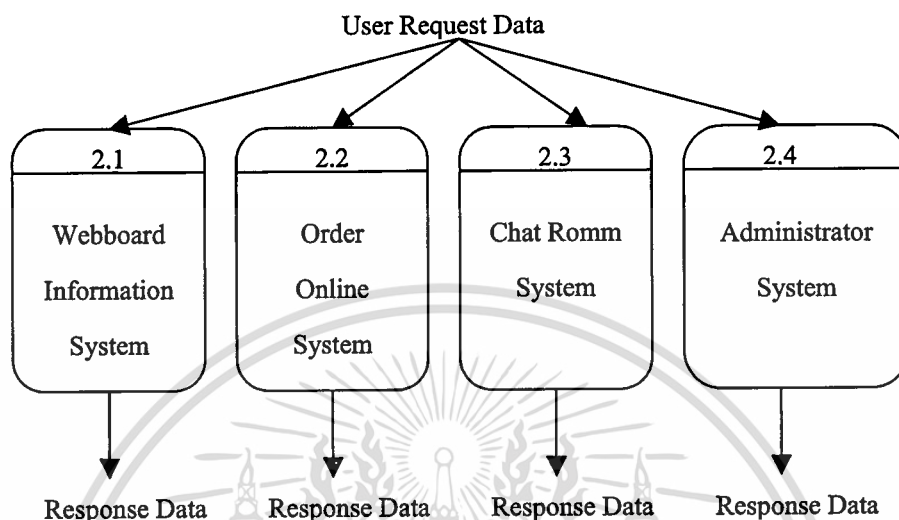 User Request Data
2.1
Webboard
Information
System
2.2
Order
Online
System
2.3
Chat Romm
System
2.4
Administrator
System
Response Data
Response Data
Response Data
Response Data